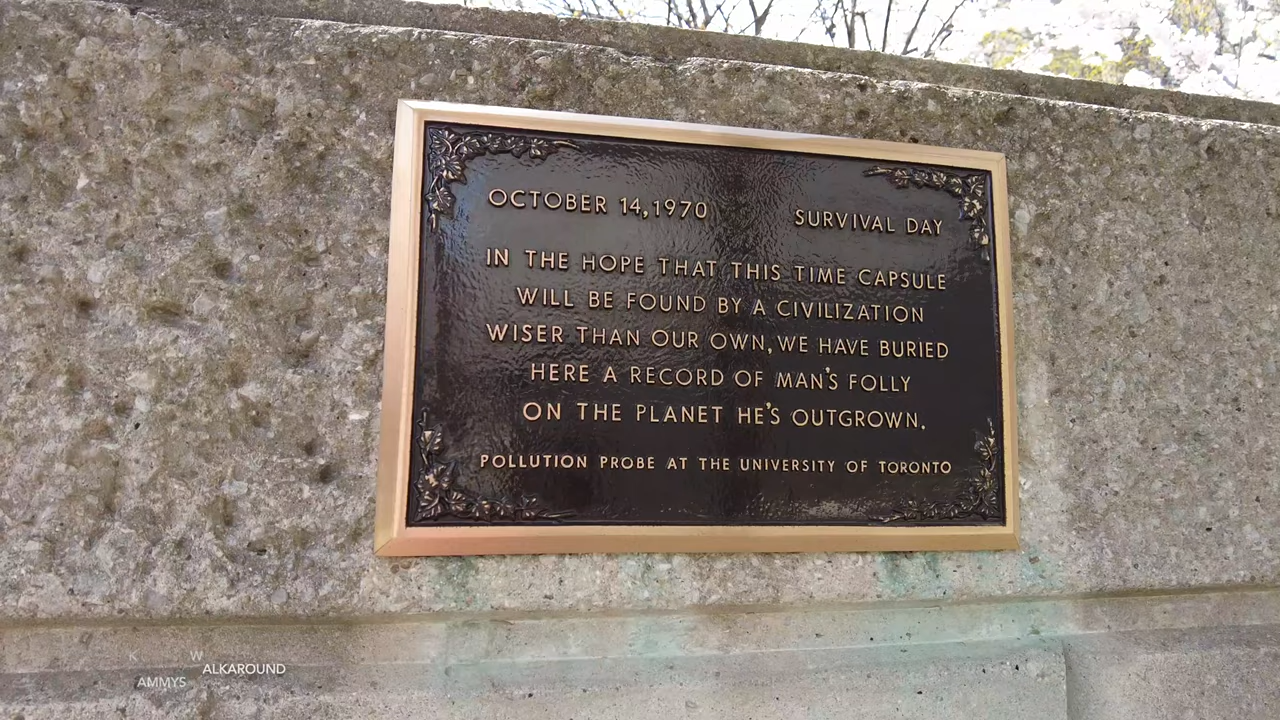 OCTOBER 14, 1970 SURVIVAL DAY
IN THE HOPE THAT THIS TIME CAPSULE
WILL BE FOUND BY A CIVILIZATION
WISER THAN OUR OWN, WE HAVE BURIED
HERE A RECORD OF MAN'S FOLLY
ON THE PLANET HE'S OUTGROWN.
POLLUTION PROBE AT THE UNIVERSITY OF TORONTO
K W
ALKAROUND
AMMYS